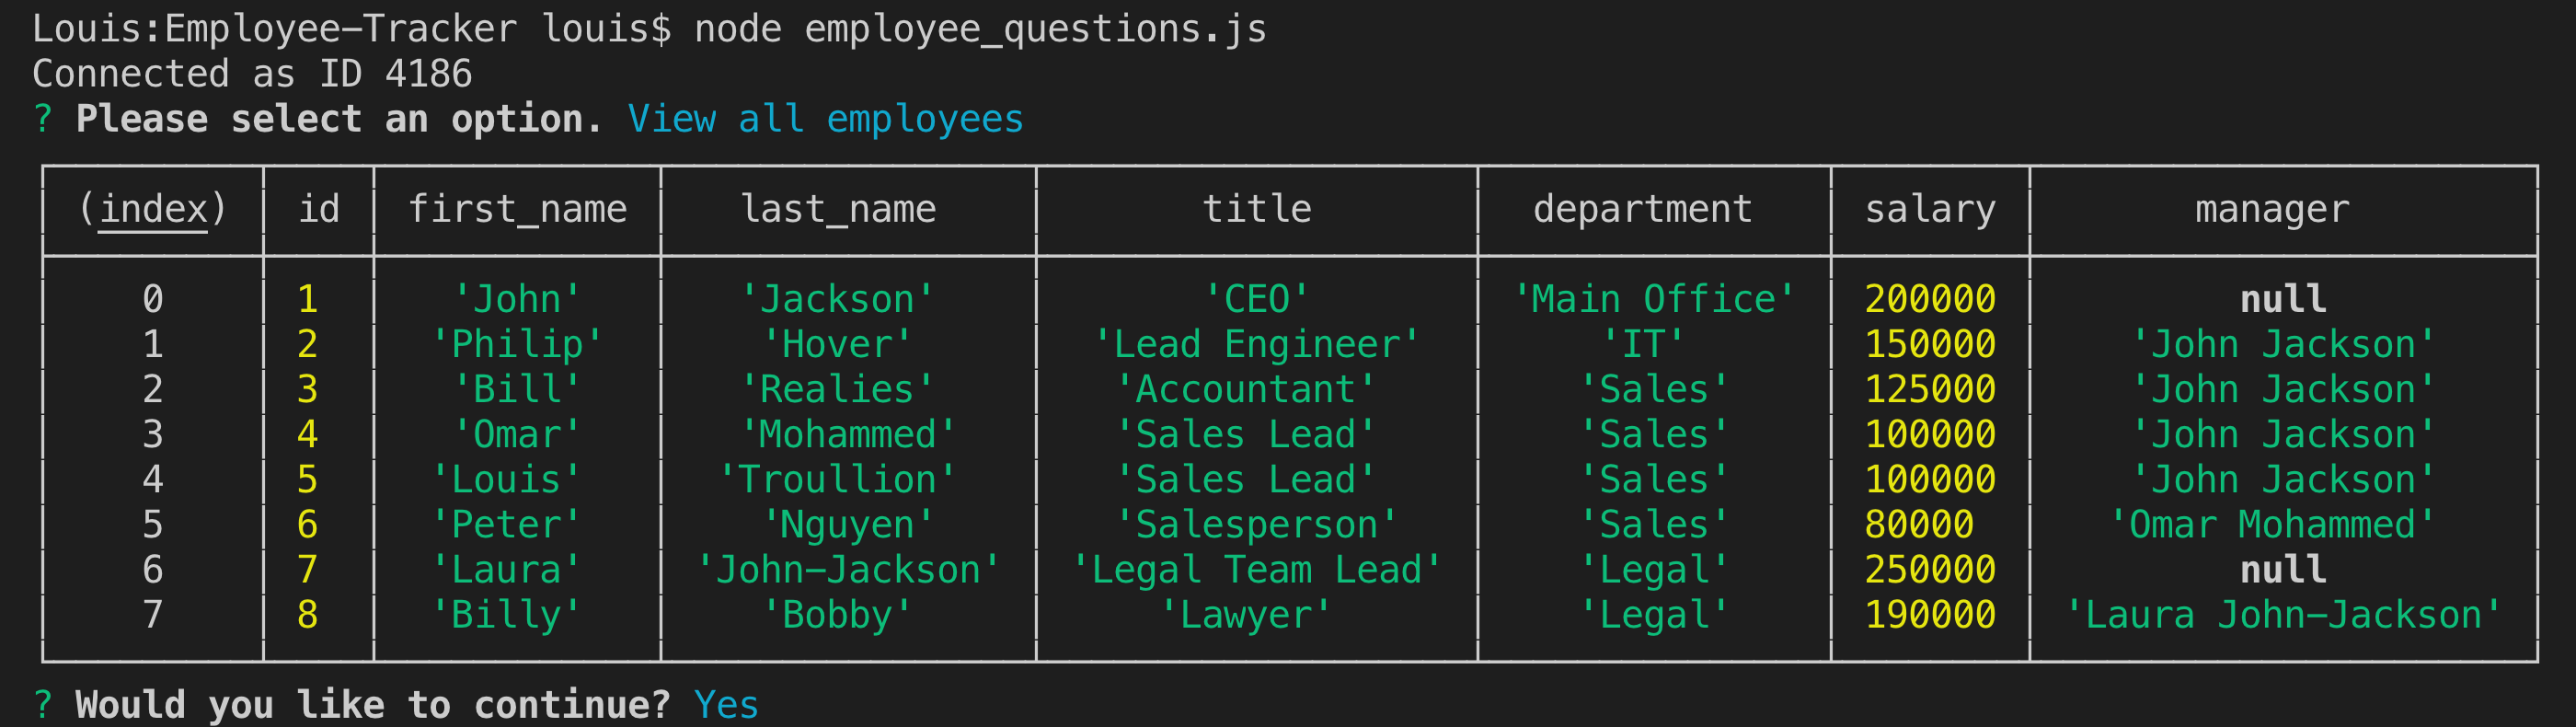 Louis:Employee-Tracker louis$ node employee_questions.js
Connected as ID 4186
? Please select an option. View all employees
(index) id first_name last_name title department salary manager
0 1 'John' 'Jackson' 'CEO' 'Main Office' 200000 null
1 2 'Philip' 'Hover' 'Lead Engineer' 'IT' 150000 'John Jackson'
2 3 'Bill' 'Realies' 'Accountant' 'Sales' 125000 'John Jackson'
3 4 'Omar' 'Mohammed' 'Sales Lead' 'Sales' 100000 'John Jackson'
4 5 'Louis' 'Troullion' 'Sales Lead' 'Sales' 100000 'John Jackson'
5 6 'Peter' 'Nguyen' 'Salesperson' 'Sales' 80000 'Omar Mohammed'
6 7 'Laura' 'John-Jackson' 'Legal Team Lead' 'Legal' 250000 null
7 8 'Billy' 'Bobby' 'Lawyer' 'Legal' 190000 'Laura John-Jackson'
? Would you like to continue? Yes